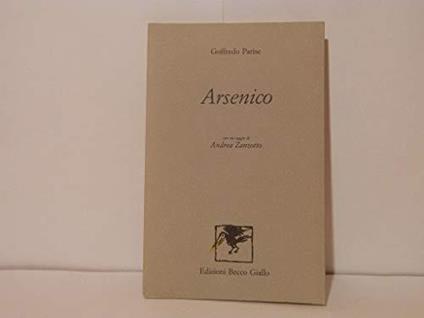 Goffredo Parise
Arsenico
con un saggio di
Andrea Zanzotto
Edizioni Becco Giallo